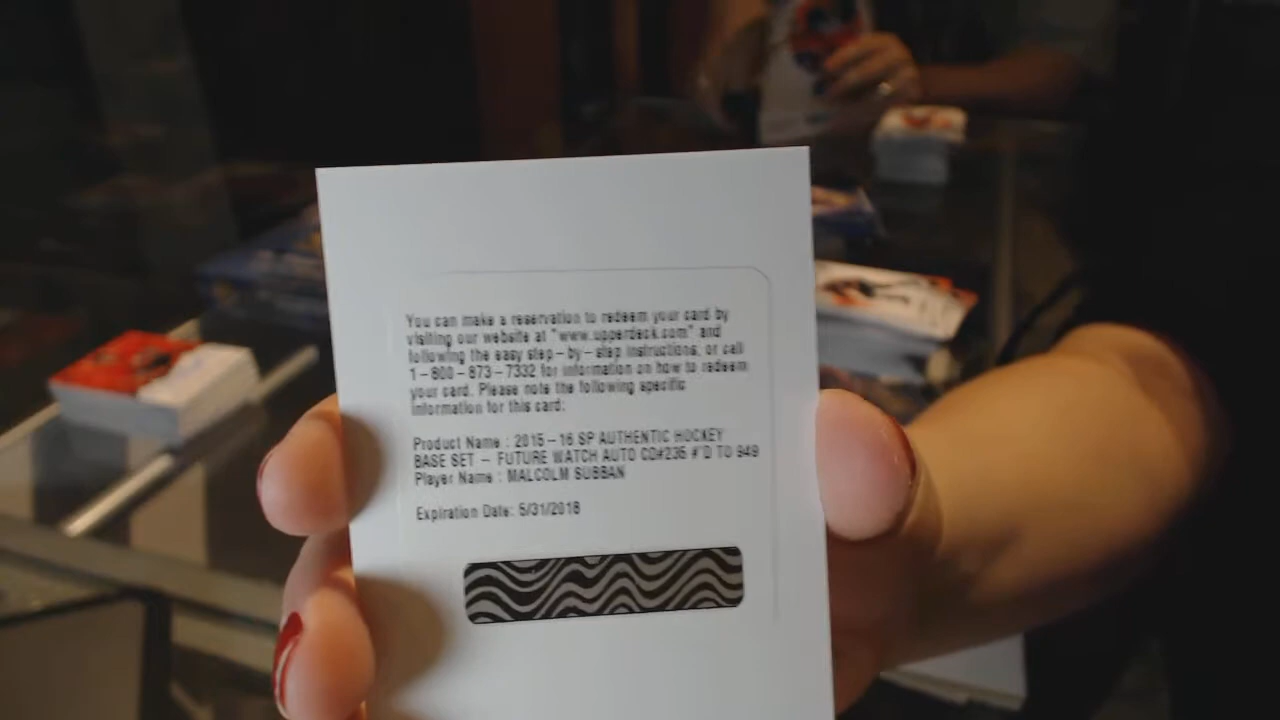 You can make a reservation to redeem your card by
visiting our website at "www.upperdeck.com" and
following the easy step-by-step instructions, or call
1-800-873-7332 for information on how to redeem
your card. Please note the following specific
information for this card:
Product Name : 2015-16 SP AUTHENTIC HOCKEY
BASE SET - FUTURE WATCH AUTO CD#235 #'D TO 949
Player Name : MALCOLM SUBBAN
Expiration Date: 5/31/2018